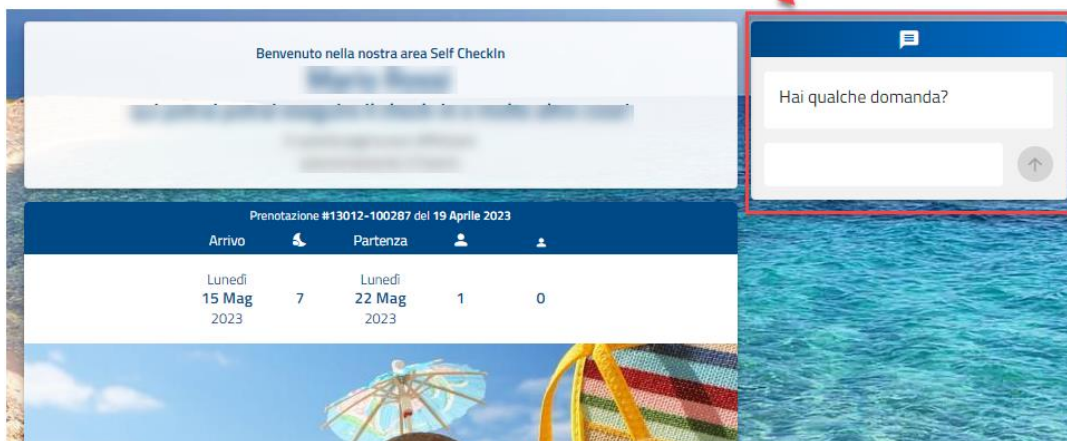 Benvenuto nella nostra area Self CheckIn
Hai qualche domanda?
Prenotazione #13012-100287 del 19 Aprile 2023
Arrivo Partenza
Lunedì Lunedì
15 Mag 7 22 Mag 1 0
2023 2023